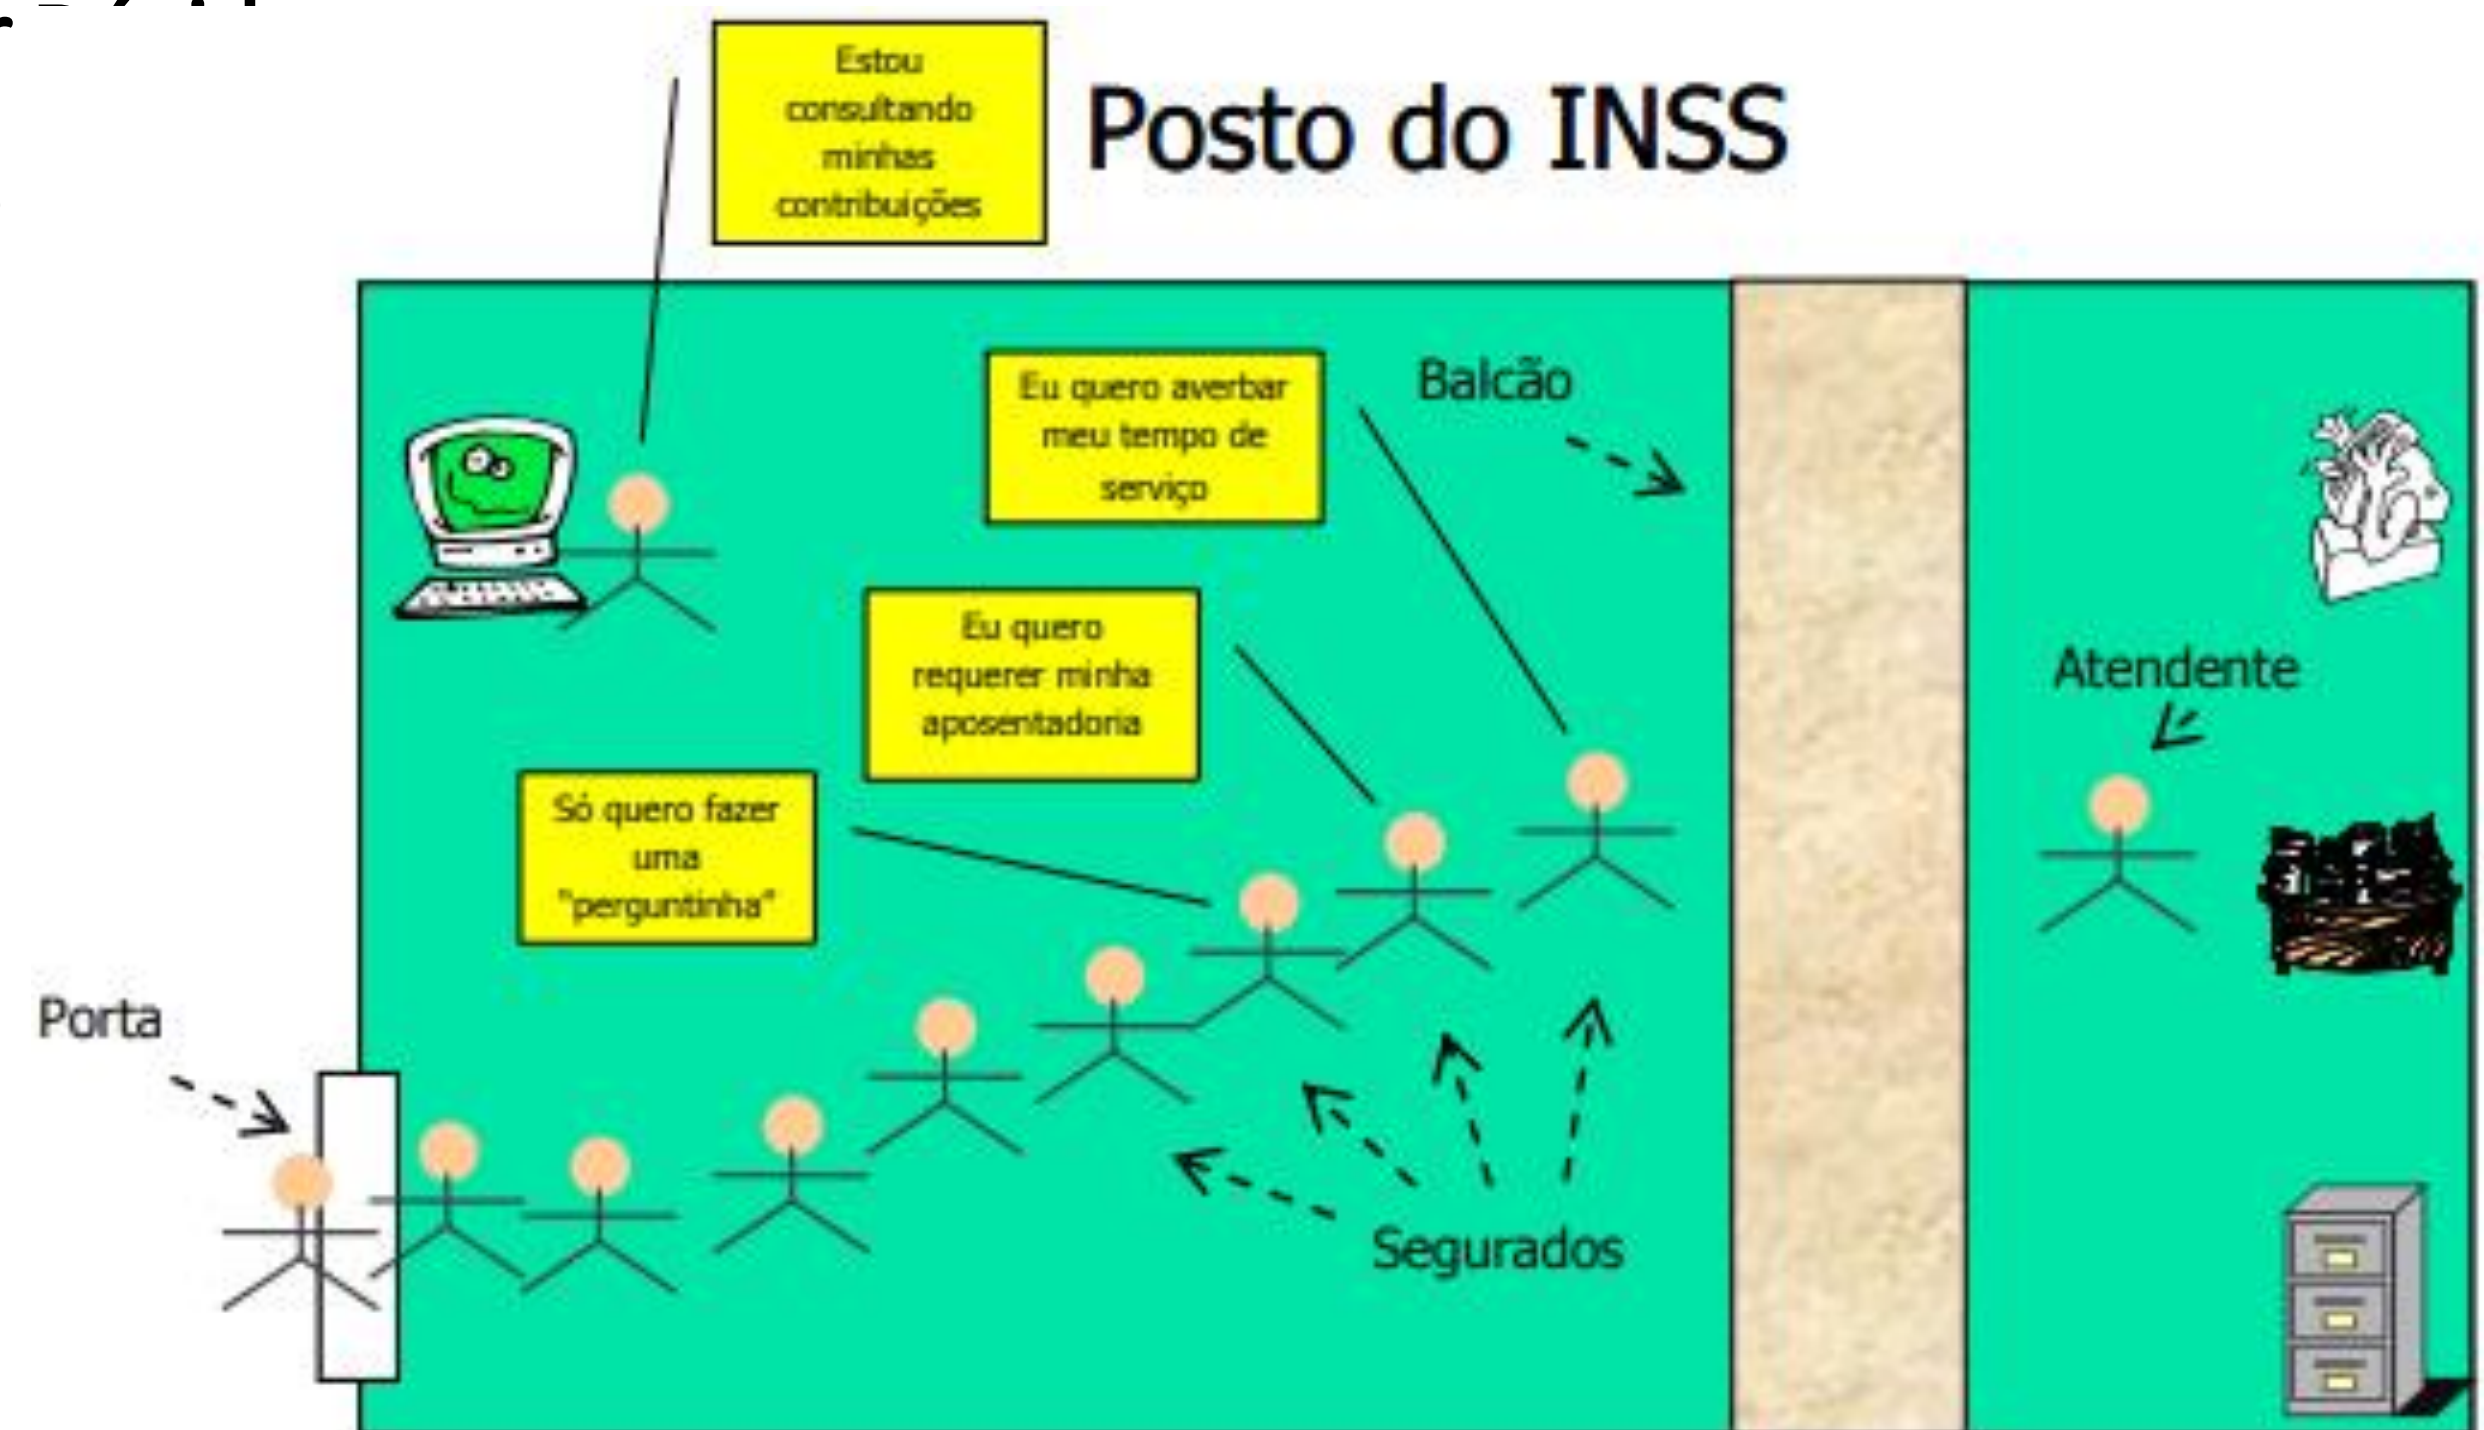 Estou
consultando
minhas
contribuições
Posto do INSS
Eu quero averbar
meu tempo de
serviço
Balcão
Eu quero
requerer minha
aposentadoria
Atendente
Só quero fazer
uma
"perguntinha"
Porta
Segurados